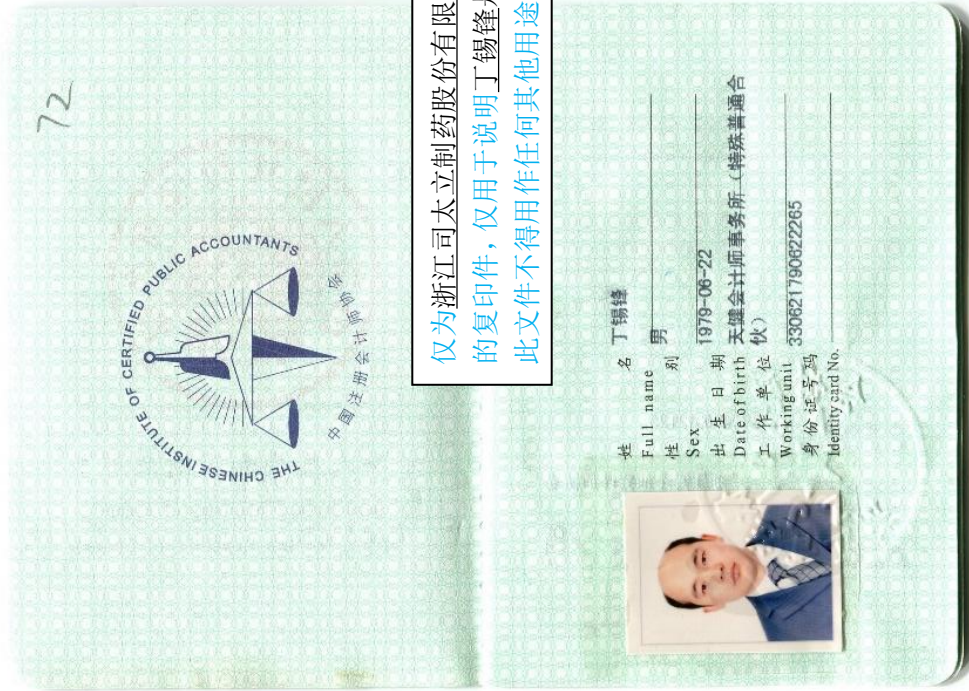 72
THE CHINESE INSTITUTE OF CERTIFIED PUBLIC ACCOUNTANTS
中国注册会计师协会
仅为浙江司太立制药股份有限
的复印件，仅用于说明丁锡锋
此文件不得用作任何其他用途
姓名 丁锡锋
Full name
性别 男
Sex
出生日期 1979-06-22
Date of birth
工作单位 天健会计师事务所（特殊普通合
Working unit 伙）
身份证号码 330621790622265
Identity card No.